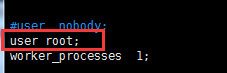 #user  nobody;
user root;
worker_processes  1;